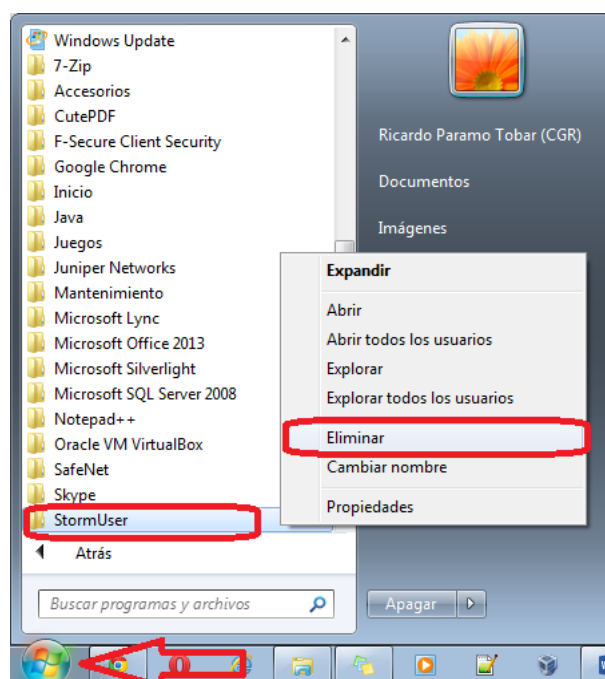 Windows Update
7-Zip
Accesorios
CutePDF
F-Secure Client Security
Google Chrome
Inicio
Java
Juegos
Juniper Networks
Mantenimiento
Microsoft Lync
Microsoft Office 2013
Microsoft Silverlight
Microsoft SQL Server 2008
Notepad++
Oracle VM VirtualBox
SafeNet
Skype
StormUser
Atrás
Buscar programas y archivos
Ricardo Paramo Tobar (CGR)
Documentos
Imágenes
Expandir
Abrir
Abrir todos los usuarios
Explorar
Explorar todos los usuarios
Eliminar
Cambiar nombre
Propiedades
Apagar